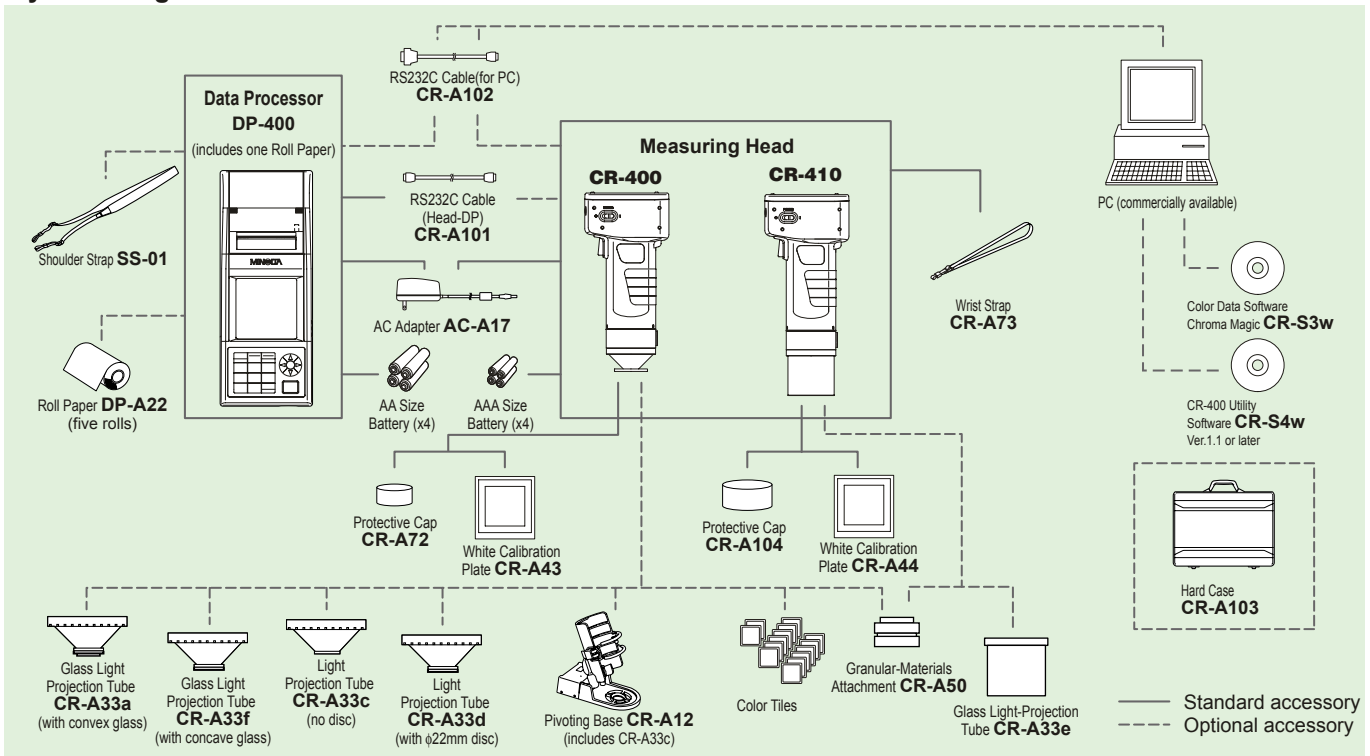 RS232C Cable(for PC)
CR-A102
Data Processor
DP-400
(includes one Roll Paper)
MINOLTA
Shoulder Strap SS-01
Roll Paper DP-A22
(five rolls)
RS232C Cable
(Head-DP)
CR-A101
AC Adapter AC-A17
AA Size
Battery (x4)
AAA Size
Battery (x4)
Measuring Head
CR-400
CR-410
Wrist Strap
CR-A73
PC (commercially available)
Color Data Software
Chroma Magic CR-S3w
CR-400 Utility
Software CR-S4w
Ver.1.1 or later
Protective Cap
CR-A72
White Calibration
Plate CR-A43
Protective Cap
CR-A104
White Calibration
Plate CR-A44
Hard Case
CR-A103
Glass Light
Projection Tube
CR-A33a
(with convex glass)
Glass Light
Projection Tube
CR-A33f
(with concave glass)
Light
Projection Tube
CR-A33c
(no disc)
Light
Projection Tube
CR-A33d
(with ϕ22mm disc)
Pivoting Base CR-A12
(includes CR-A33c)
Color Tiles
Granular-Materials
Attachment CR-A50
Glass Light-Projection
Tube CR-A33e
Standard accessory
Optional accessory